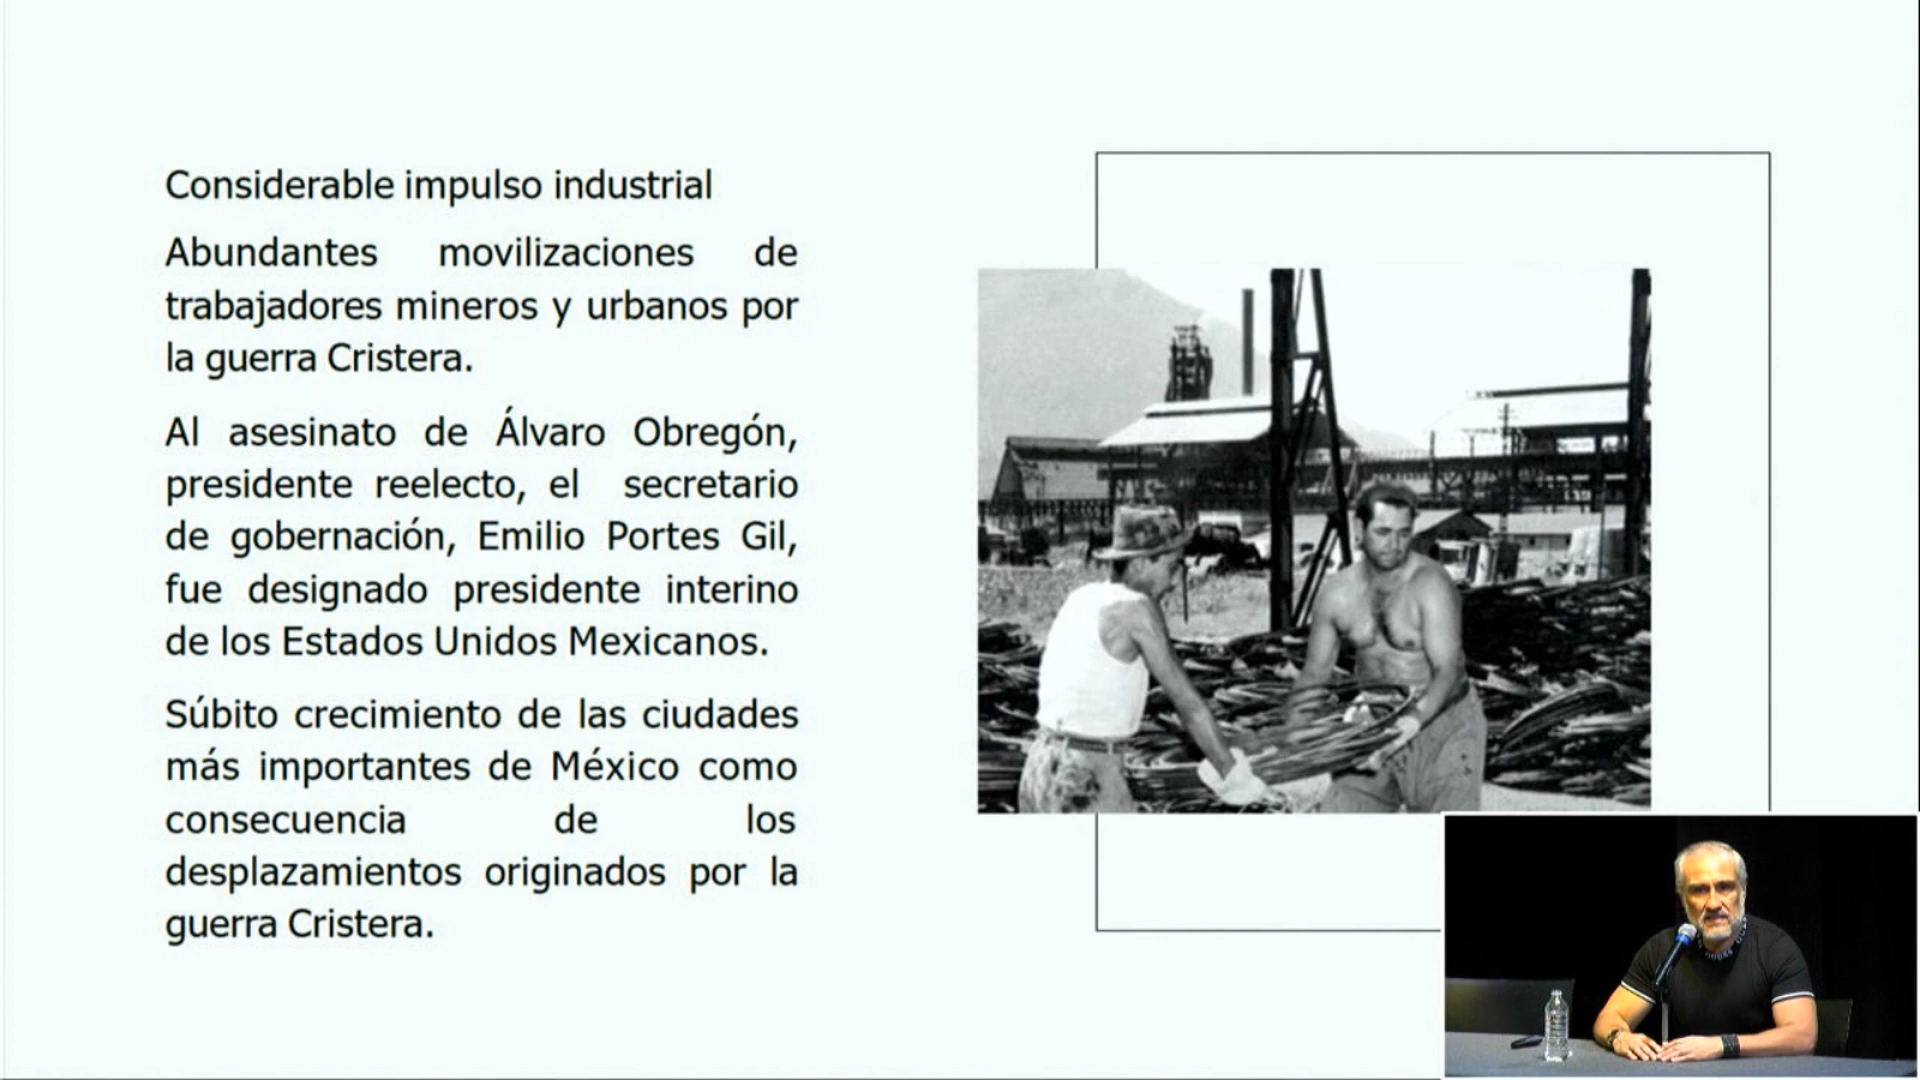 Considerable impulso industrial
Abundantes movilizaciones de
trabajadores mineros y urbanos por
la guerra Cristera.
Al asesinato de Álvaro Obregón,
presidente reelecto, el secretario
de gobernación, Emilio Portes Gil,
fue designado presidente interino
de los Estados Unidos Mexicanos.
Súbito crecimiento de las ciudades
más importantes de México como
consecuencia de los
desplazamientos originados por la
guerra Cristera.